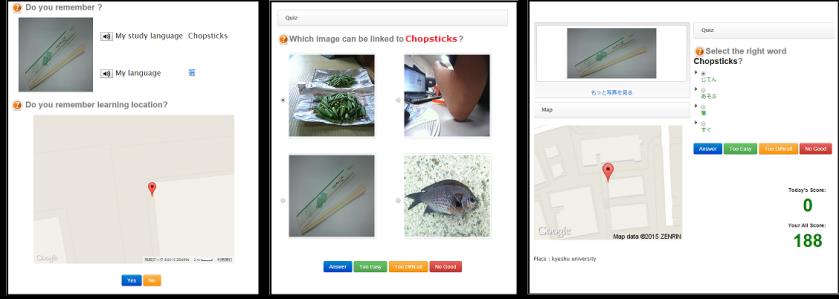 Do you remember ?
My study language Chopsticks
My language 箸
Do you remember learning location?
Google
Yes
No
Quiz
Which image can be linked to Chopsticks ?
Answer
Too Easy
Too Difficult
No Good
もっと写真を見る
Map
Google
Map data ©2015 ZENRIN
Place : kyushu university
Quiz
Select the right word
Chopsticks?
じてん
あそぶ
箸
すぐ
Answer
Too Easy
Too Difficult
No Good
Today's Score:
0
Your All Score:
188